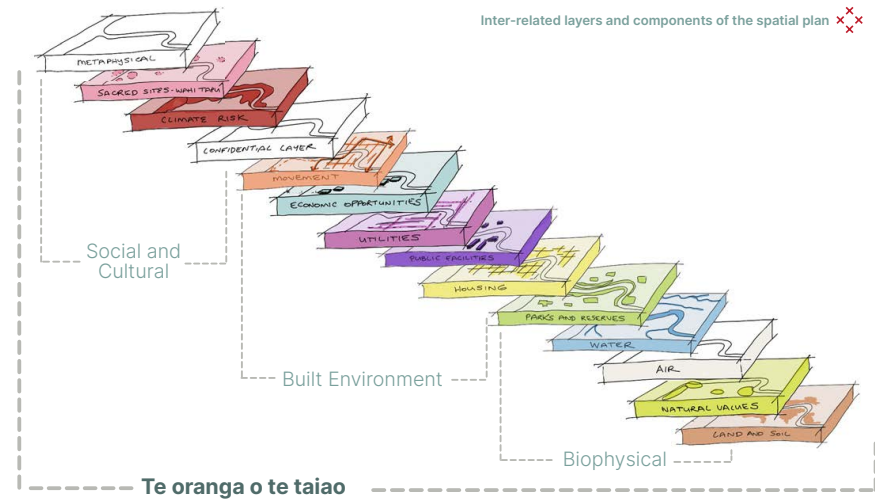 Inter-related layers and components of the spatial plan
METAPHYSICAL
SACRED SITES-WAHI TAPU
CLIMATE RISK
CONFIDENTIAL LAYER
MOVEMENT
ECONOMIC OPPORTUNITIES
UTILITIES
PUBLIC FACILITIES
HOUSING
PARKS AND RESERVES
WATER
AIR
NATURAL VALUES
LAND AND SOIL
Social and
Cultural
Built Environment
Biophysical
Te oranga o te taiao